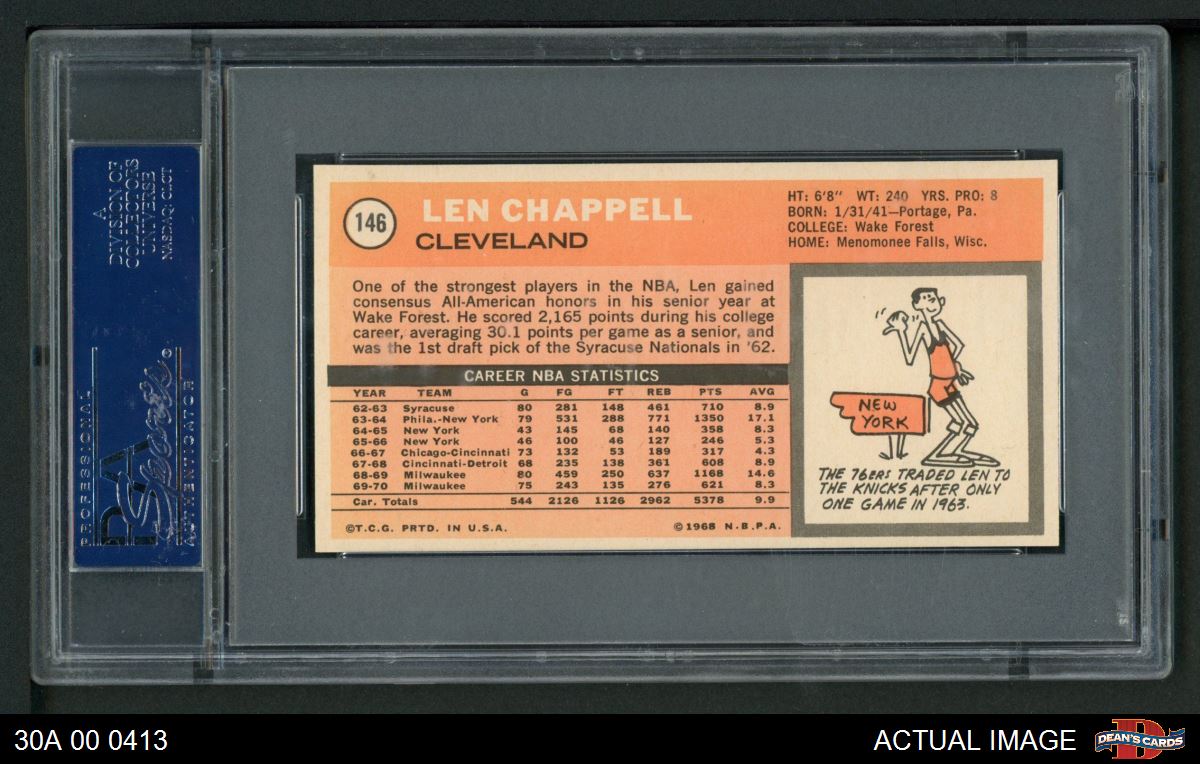 A
DIVISION OF
COLLECTORS
UNIVERSE
NASDAQ: CLCT
PSA
Sports
PROFESSIONAL
AUTHENTICATOR
146
LEN CHAPPELL
CLEVELAND
HT: 6'8" WT: 240 YRS. PRO: 8
BORN: 1/31/41—Portage, Pa.
COLLEGE: Wake Forest
HOME: Menomonee Falls, Wisc.
One of the strongest players in the NBA, Len gained
consensus All-American honors in his senior year at
Wake Forest. He scored 2,165 points during his college
career, averaging 30.1 points per game as a senior, and
was the 1st draft pick of the Syracuse Nationals in '62.
CAREER NBA STATISTICS
YEAR TEAM G FG FT REB PTS AVG
62-63 Syracuse 80 281 148 461 710 8.9
63-64 Phila.-New York 79 531 288 771 1350 17.1
64-65 New York 43 145 68 140 358 8.3
65-66 New York 46 100 46 127 246 5.3
66-67 Chicago-Cincinnati 73 132 53 189 317 4.3
67-68 Cincinnati-Detroit 68 235 138 361 608 8.9
68-69 Milwaukee 80 459 250 637 1168 14.6
69-70 Milwaukee 75 243 135 276 621 8.3
Car. Totals 544 2126 1126 2962 5378 9.9
©T.C.G. PRTD. IN U.S.A. ©1968 N.B.P.A.
NEW
YORK
THE 76ERS TRADED LEN TO
THE KNICKS AFTER ONLY
ONE GAME IN 1963.
30A 00 0413
ACTUAL IMAGE
DEAN'S CARDS